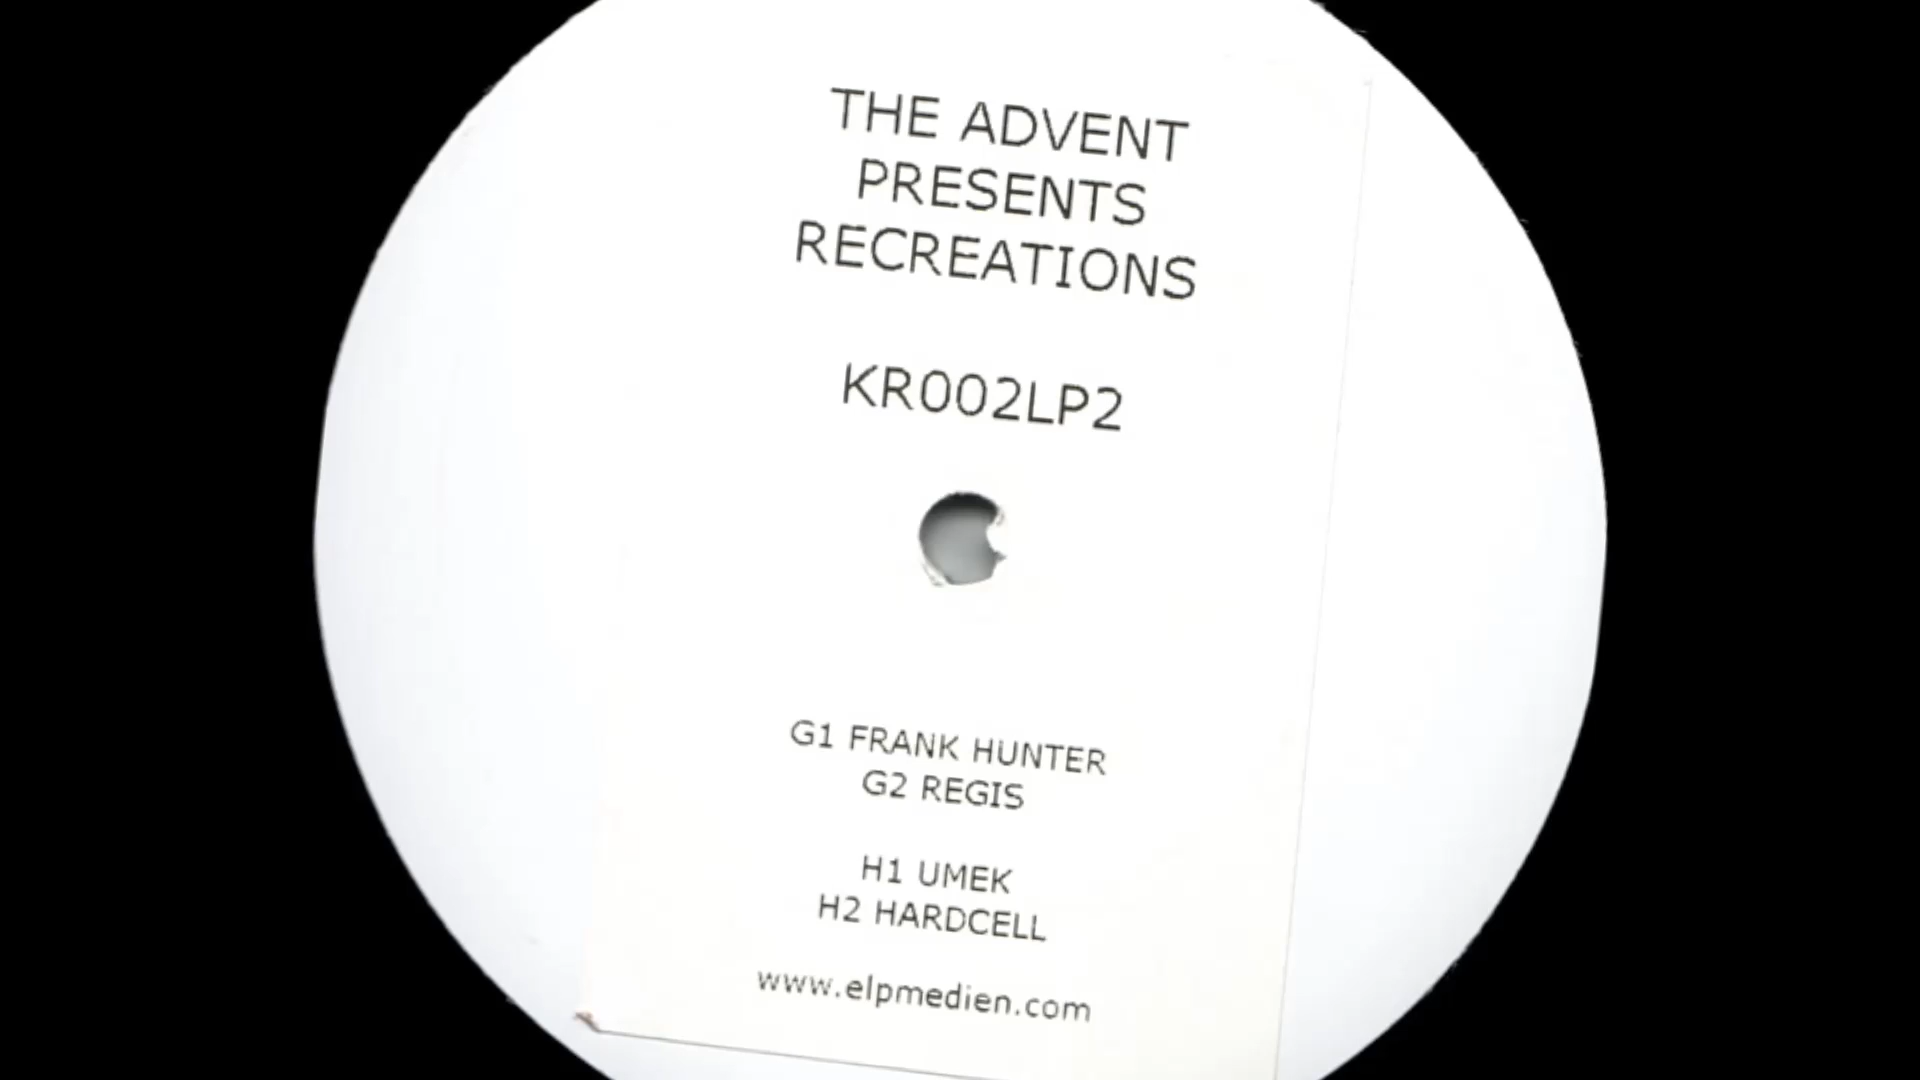 THE ADVENT
PRESENTS
RECREATIONS
KR002LP2
G1 FRANK HUNTER
G2 REGIS
H1 UMEK
H2 HARDCELL
www.elpmedien.com